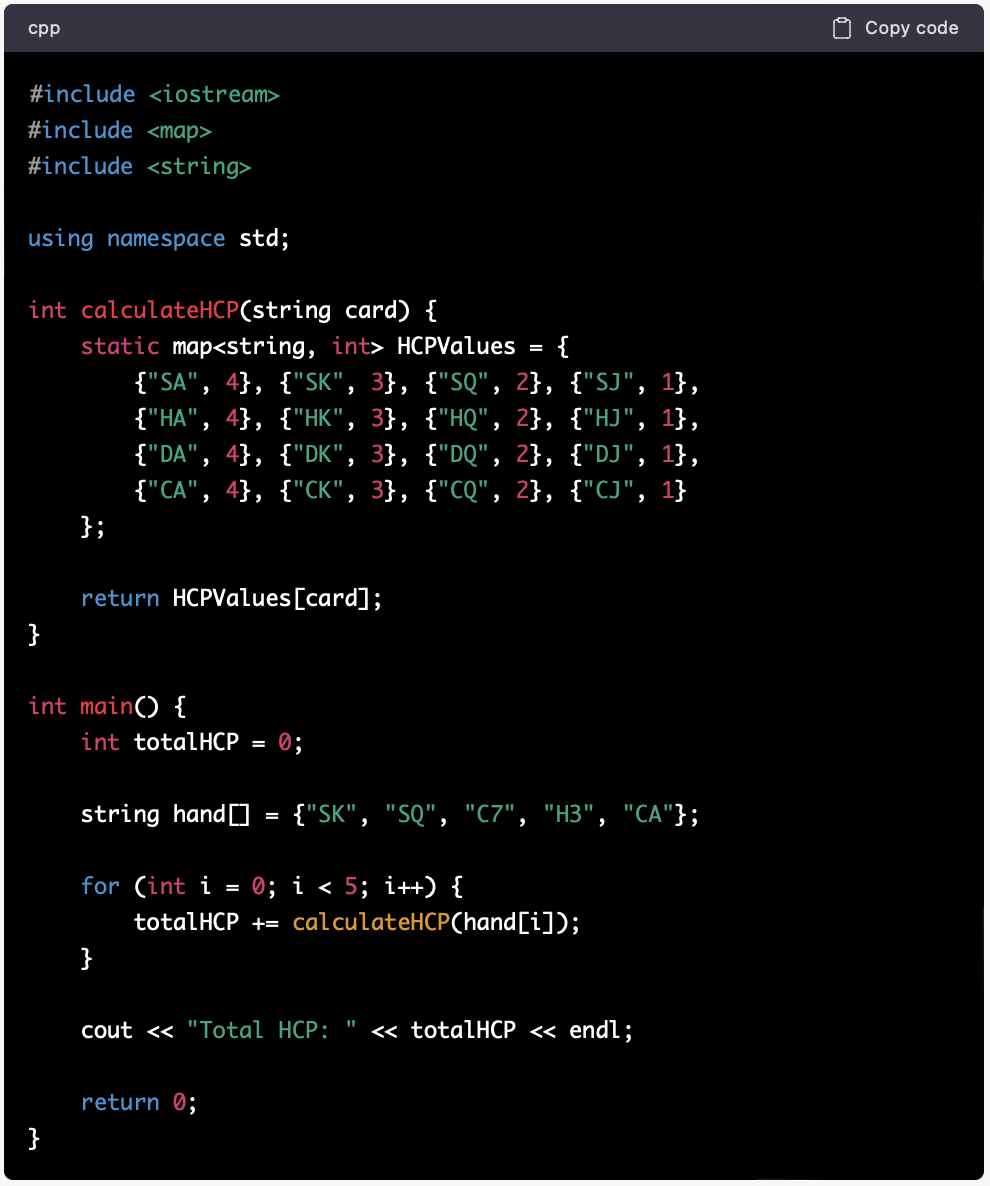 cpp
Copy code
#include <iostream>
#include <map>
#include <string>
using namespace std;
int calculateHCP(string card) {
    static map<string, int> HCPValues = {
        {"SA", 4}, {"SK", 3}, {"SQ", 2}, {"SJ", 1},
        {"HA", 4}, {"HK", 3}, {"HQ", 2}, {"HJ", 1},
        {"DA", 4}, {"DK", 3}, {"DQ", 2}, {"DJ", 1},
        {"CA", 4}, {"CK", 3}, {"CQ", 2}, {"CJ", 1}
    };
    return HCPValues[card];
}
int main() {
    int totalHCP = 0;
    string hand[] = {"SK", "SQ", "C7", "H3", "CA"};
    for (int i = 0; i < 5; i++) {
        totalHCP += calculateHCP(hand[i]);
    }
    cout << "Total HCP: " << totalHCP << endl;
    return 0;
}